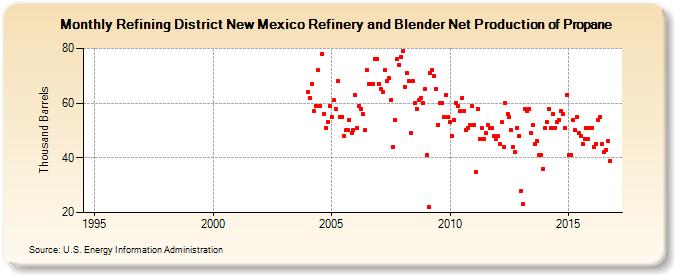 Monthly Refining District New Mexico Refinery and Blender Net Production of Propane
Thousand Barrels
80
60
40
20
1995 2000 2005 2010 2015
Source: U.S. Energy Information Administration